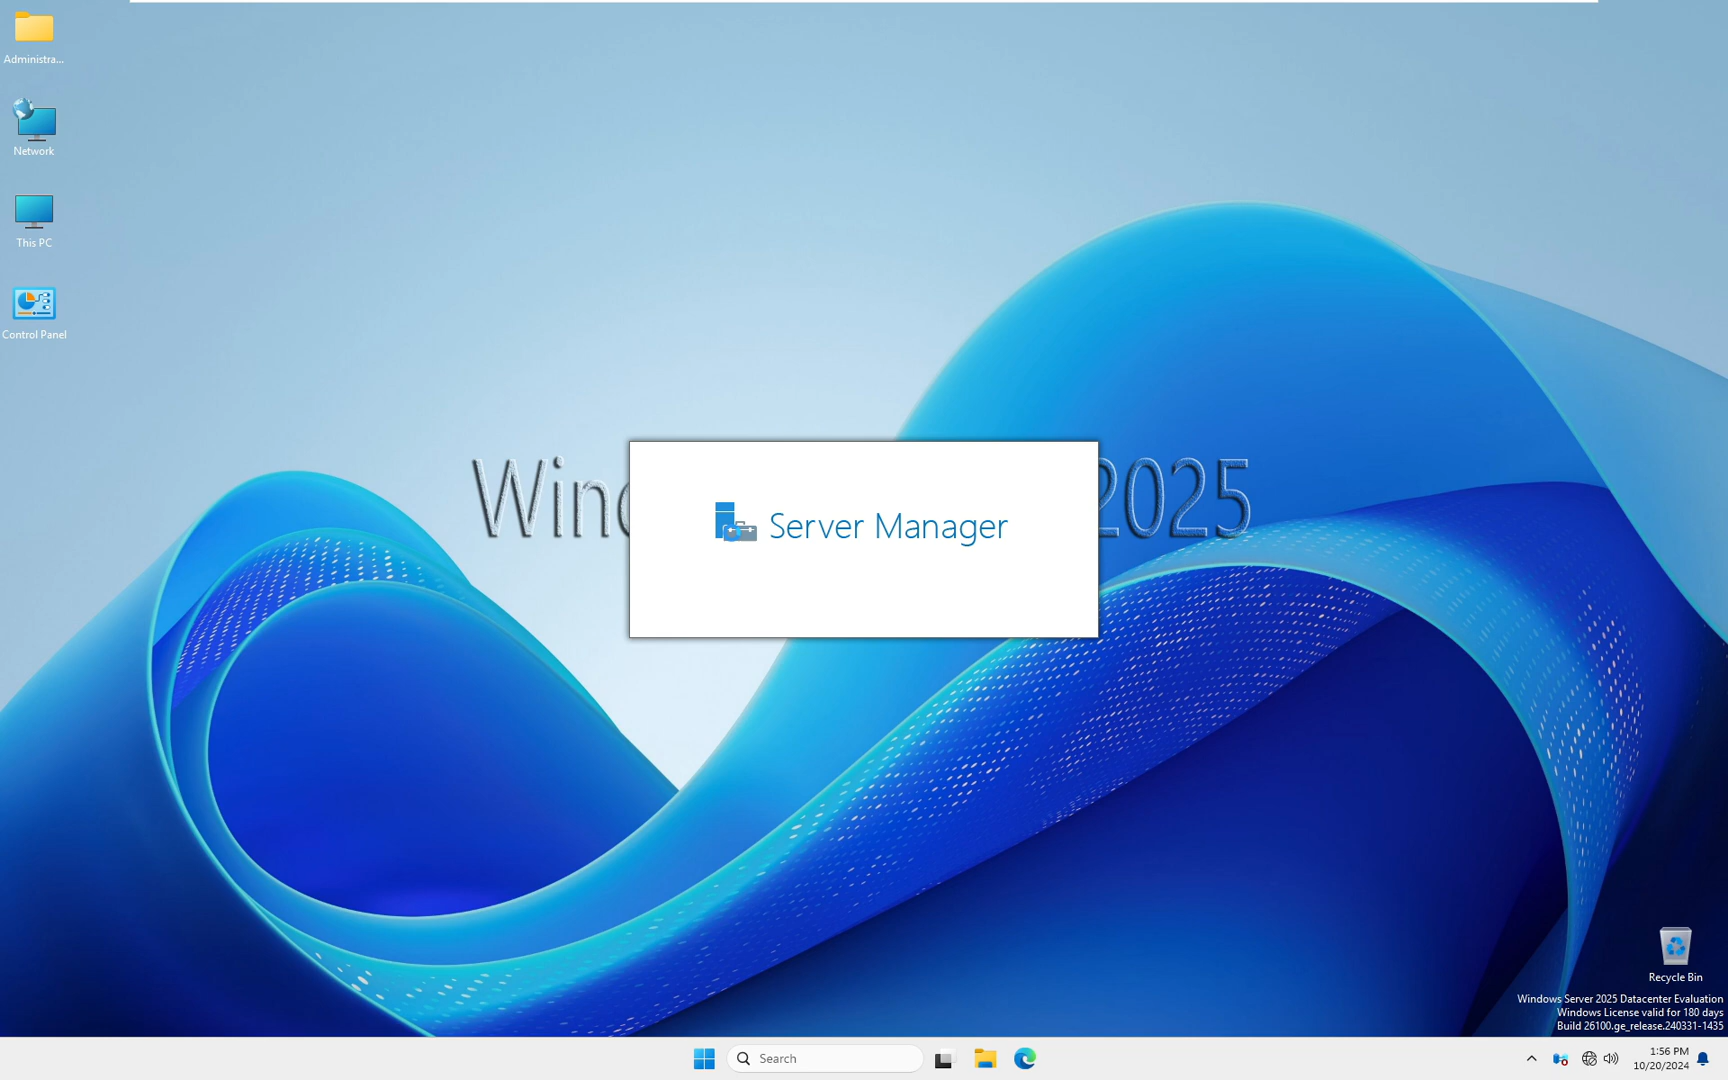 Administra...
Network
This PC
Control Panel
Win 2025
Server Manager
Recycle Bin
Windows Server 2025 Datacenter Evaluation
Windows License valid for 180 days
Build 26100.ge_release.240331-1435
Search
1:56 PM
10/20/2024